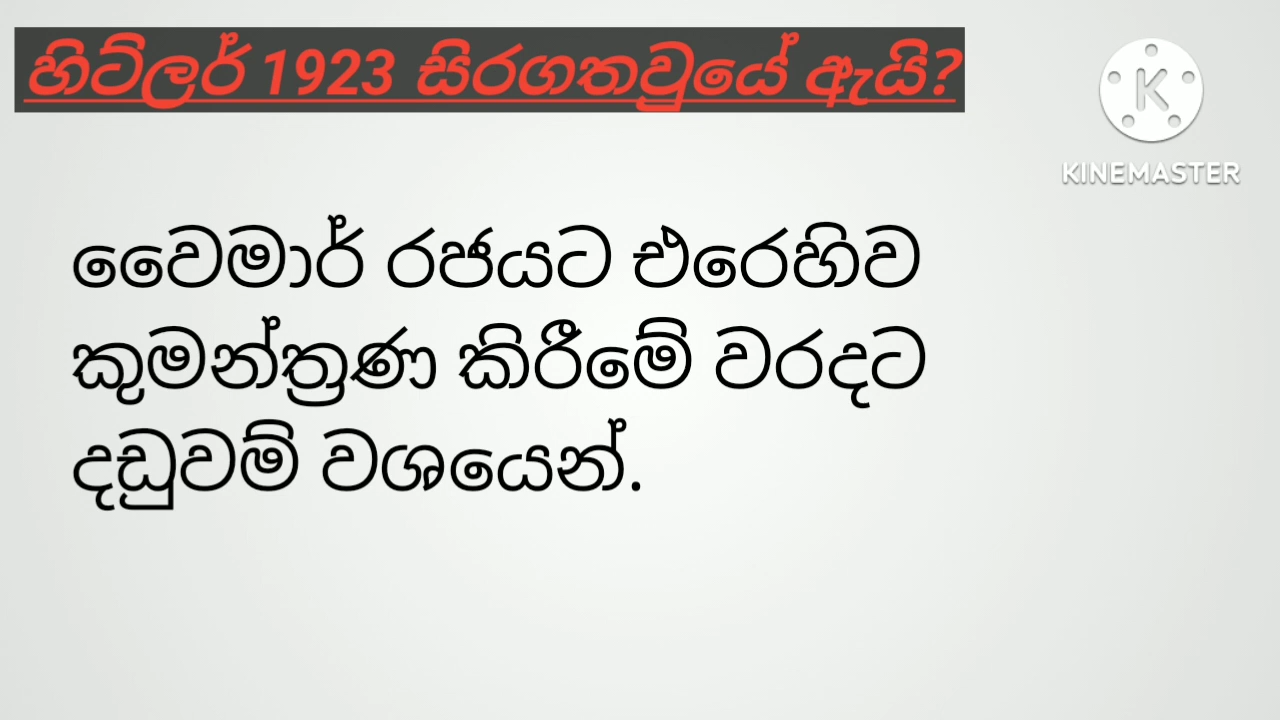 හිට්ලර් 1923 සිරගතවූයේ ඇයි?
KINEMASTER
වෛමාර් රජයට එරෙහිව
කුමන්ත්‍රණ කිරීමේ වරදට
දඬුවම් වශයෙන්.